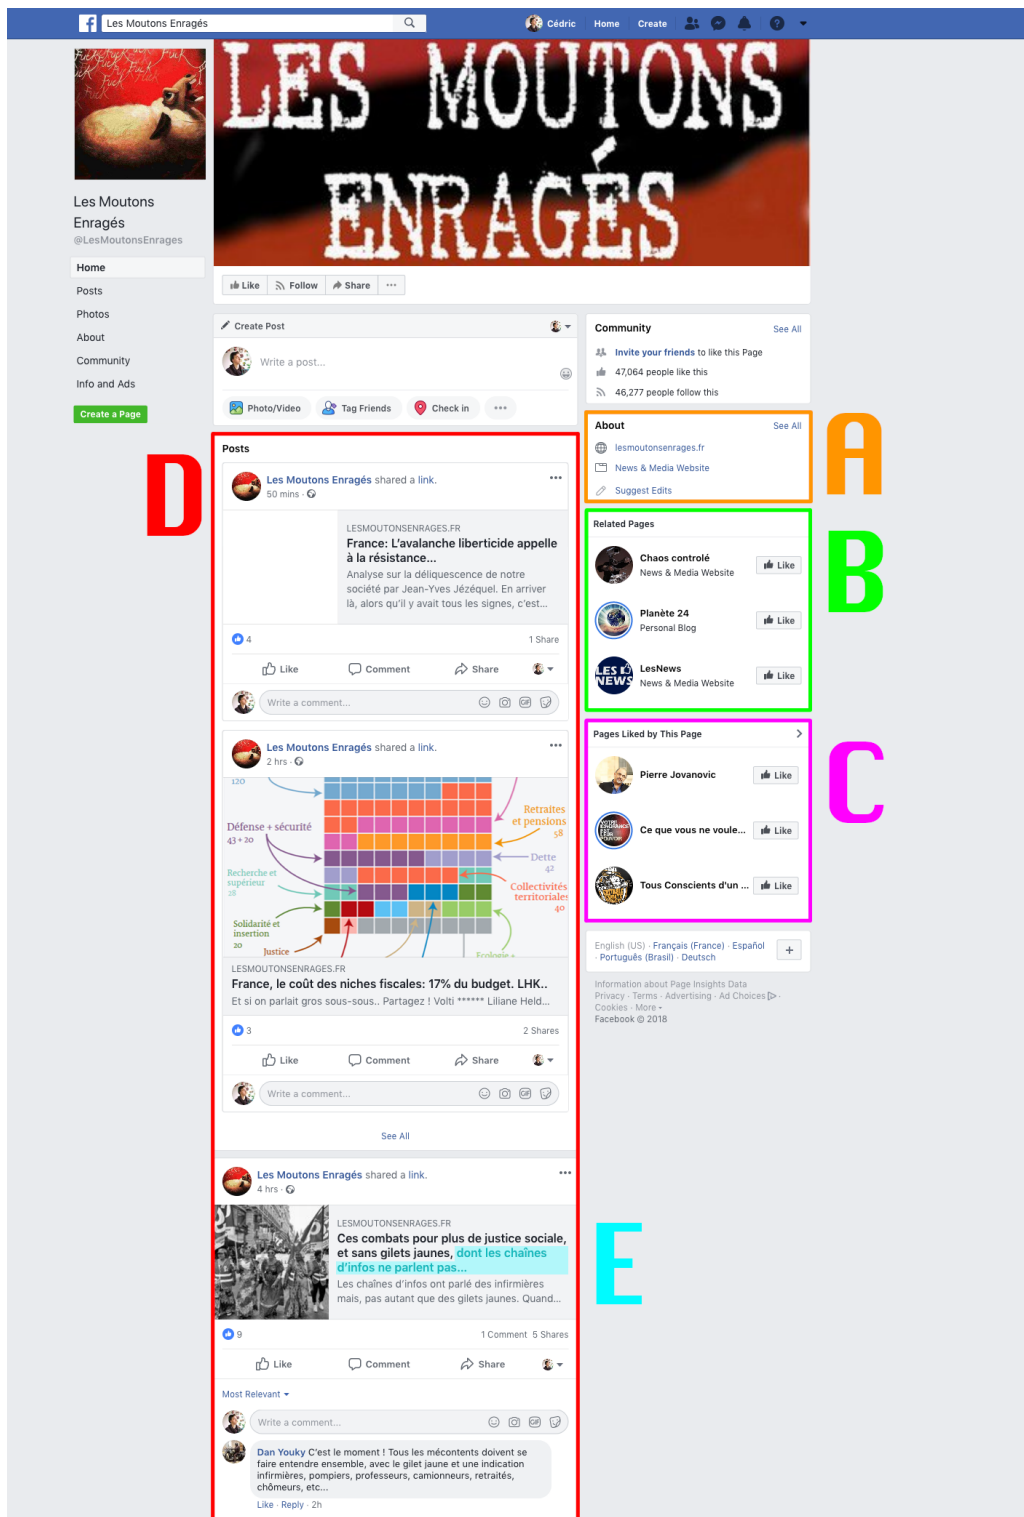 Les Moutons Enragés
Cédric Home Create
LES MOUTONS
ENRAGÉS
Les Moutons
Enragés
@LesMoutonsEnrages
Home
Posts
Photos
About
Community
Info and Ads
Create a Page
Like Follow Share
Create Post
Write a post...
Photo/Video Tag Friends Check in
Community See All
Invite your friends to like this Page
47,064 people like this
46,277 people follow this
A
About See All
lesmoutonsenrages.fr
News & Media Website
Suggest Edits
B
Related Pages
Chaos controlé
News & Media Website
Like
Planète 24
Personal Blog
Like
LES
NEWS
LesNews
News & Media Website
Like
C
Pages Liked by This Page
Pierre Jovanovic
Like
Ce que vous ne voule...
Like
Tous Conscients d'un ...
Like
English (US) · Français (France) · Español
· Português (Brasil) · Deutsch
Information about Page Insights Data
Privacy · Terms · Advertising · Ad Choices ·
Cookies · More
Facebook © 2018
D
Posts
Les Moutons Enragés shared a link.
50 mins ·
LESMOUTONSENRAGES.FR
France: L'avalanche liberticide appelle
à la résistance...
Analyse sur la déliquescence de notre
société par Jean-Yves Jézéquel. En arriver
là, alors qu'il y avait tous les signes, c'est...
4 1 Share
Like Comment Share
Write a comment...
GIF
Les Moutons Enragés shared a link.
2 hrs ·
120
Défense + sécurité
43 + 20
Recherche et
supérieur
28
Solidarité et
insertion
20
Justice
Retraites
et pensions
58
Dette
42
Collectivités
territoriales
40
Ecologie +
LESMOUTONSENRAGES.FR
France, le coût des niches fiscales: 17% du budget. LHK..
Et si on parlait gros sous-sous.. Partagez ! Volti ****** Liliane Held...
3 2 Shares
Like Comment Share
Write a comment...
GIF
See All
Les Moutons Enragés shared a link.
4 hrs ·
E
LESMOUTONSENRAGES.FR
Ces combats pour plus de justice sociale,
et sans gilets jaunes, dont les chaînes
d'infos ne parlent pas...
Les chaînes d'infos ont parlé des infirmières
mais, pas autant que des gilets jaunes. Quand...
9 1 Comment 5 Shares
Like Comment Share
Most Relevant
Write a comment...
GIF
Dan Youky C'est le moment ! Tous les mécontents doivent se
faire entendre ensemble, avec le gilet jaune et une indication
infirmières, pompiers, professeurs, camionneurs, retraités,
chômeurs, etc...
Like · Reply · 2h